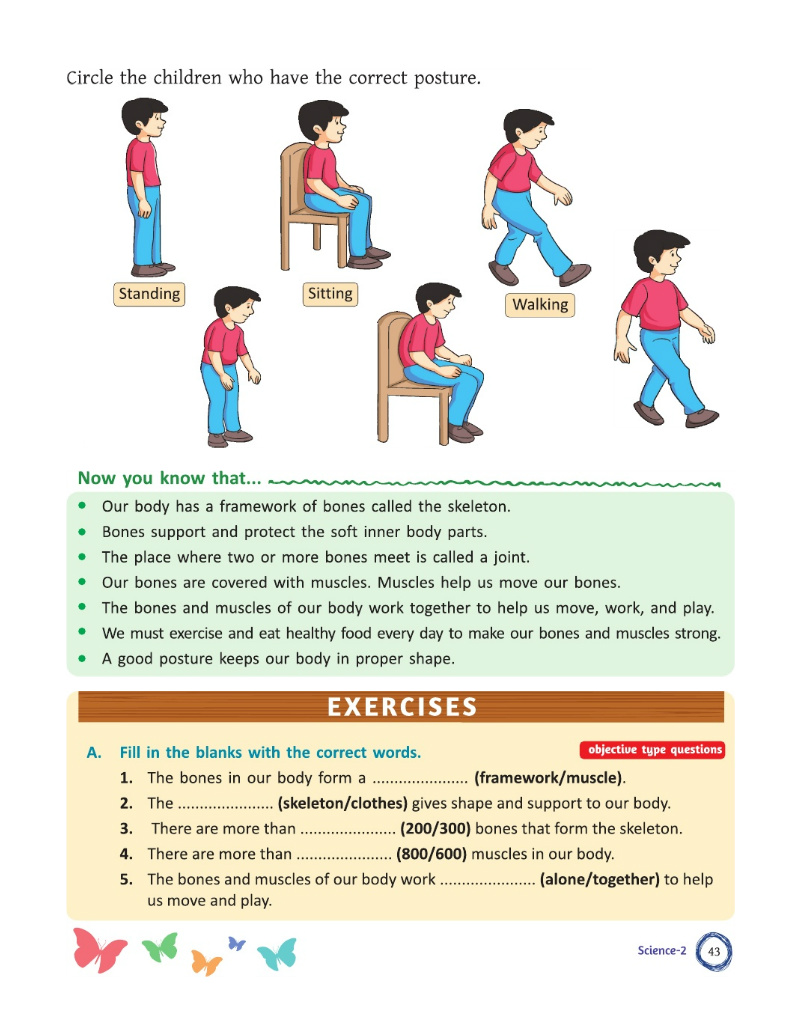 Circle the children who have the correct posture.
Standing
Sitting
Walking
Now you know that...
• Our body has a framework of bones called the skeleton.
• Bones support and protect the soft inner body parts.
• The place where two or more bones meet is called a joint.
• Our bones are covered with muscles. Muscles help us move our bones.
• The bones and muscles of our body work together to help us move, work, and play.
• We must exercise and eat healthy food every day to make our bones and muscles strong.
• A good posture keeps our body in proper shape.
EXERCISES
A. Fill in the blanks with the correct words.
objective type questions
1. The bones in our body form a ...................... (framework/muscle).
2. The ...................... (skeleton/clothes) gives shape and support to our body.
3. There are more than ...................... (200/300) bones that form the skeleton.
4. There are more than ...................... (800/600) muscles in our body.
5. The bones and muscles of our body work ...................... (alone/together) to help
us move and play.
Science-2 43